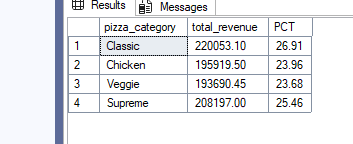 Results Messages
pizza_category total_revenue PCT
1 Classic 220053.10 26.91
2 Chicken 195919.50 23.96
3 Veggie 193690.45 23.68
4 Supreme 208197.00 25.46